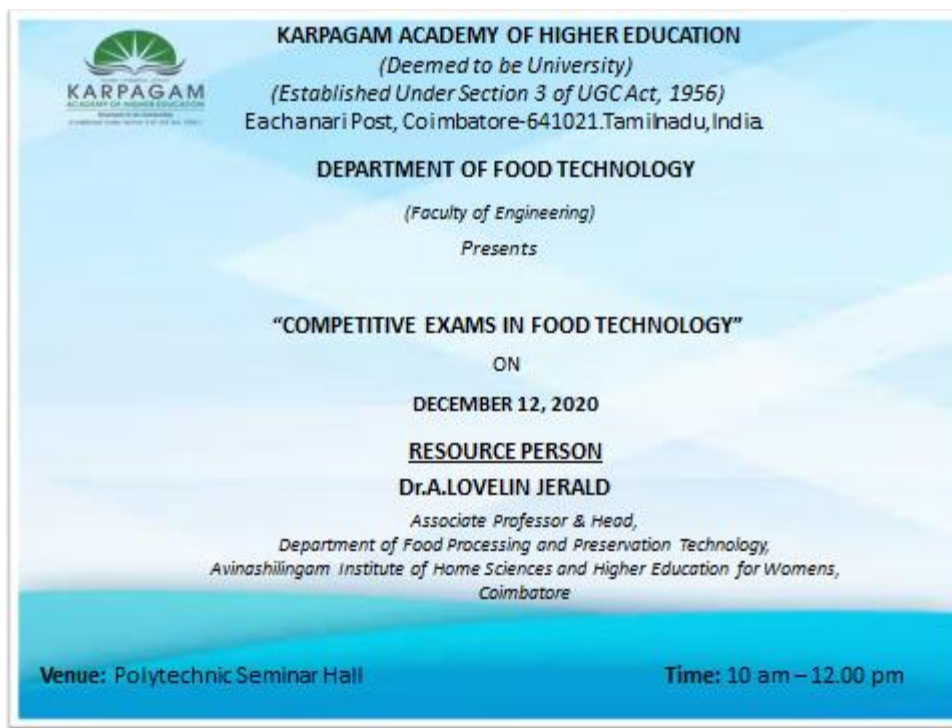 KARPAGAM ACADEMY OF HIGHER EDUCATION
(Deemed to be University)
(Established Under Section 3 of UGC Act, 1956)
Eachanari Post, Coimbatore-641021.Tamilnadu,India.
KARPAGAM
ACADEMY OF HIGHER EDUCATION
DEPARTMENT OF FOOD TECHNOLOGY
(Faculty of Engineering)
Presents
“COMPETITIVE EXAMS IN FOOD TECHNOLOGY”
ON
DECEMBER 12, 2020
RESOURCE PERSON
Dr.A.LOVELIN JERALD
Associate Professor & Head,
Department of Food Processing and Preservation Technology,
Avinashilingam Institute of Home Sciences and Higher Education for Womens,
Coimbatore
Venue: Polytechnic Seminar Hall
Time: 10 am – 12.00 pm